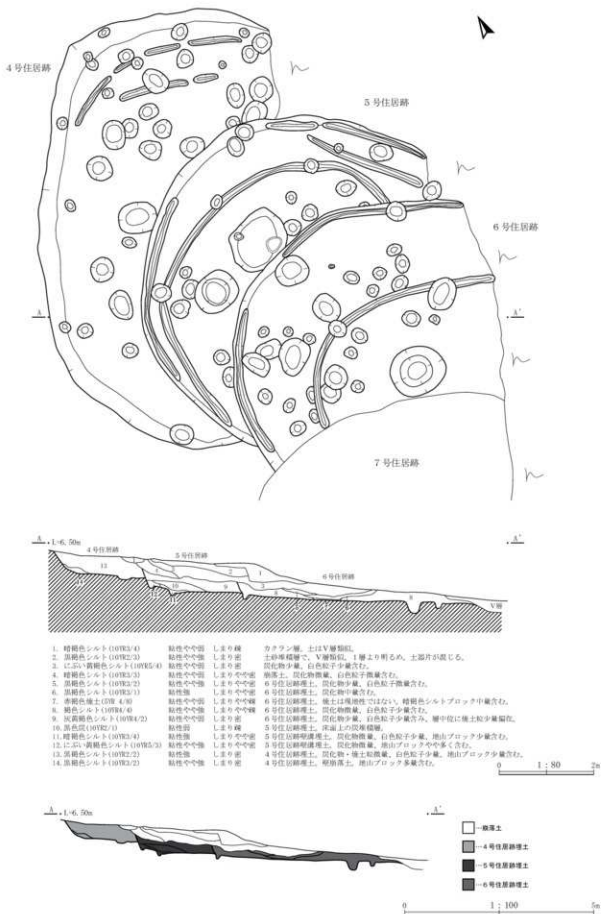 4号住居跡
5号住居跡
6号住居跡
A
A'
7号住居跡
A L=6.50m
A'
4号住居跡
5号住居跡
6号住居跡
13
2
1
3
10
9
8
V層
1. 暗褐色シルト(10YR3/4) 粘性やや弱 しまり疎 カクラン層、土はV層類似。
2. 黒褐色シルト(10YR2/3) 粘性やや弱 しまり密 土砂堆積層で、V層類似。1層より明るめ、土器片が混じる。
3. にぶい黄褐色シルト(10YR5/4) 粘性やや弱 しまり密 炭化物少量、白色粒子少量含む。
4. 暗褐色シルト(10YR3/3) 粘性やや弱 しまりやや密 崩落土、炭化物微量、白色粒子微量含む。
5. 黒褐色シルト(10YR3/2) 粘性やや強 しまりやや密 6号住居跡埋土、炭化物少量、白色粒子微量含む。
6. 黒褐色シルト(10YR3/1) 粘性強 しまりやや密 6号住居跡埋土、炭化物中量含む。
7. 赤褐色焼土(5YR 4/8) 粘性やや弱 しまりやや疎 6号住居跡埋土、焼土は現地性ではない、暗褐色シルトブロック中量含む。
8. 褐色シルト(10YR4/4) 粘性やや強 しまりやや疎 6号住居跡埋土、炭化物微量、白色粒子少量含む。
9. 灰黄褐色シルト(10YR4/2) 粘性やや弱 しまり密 6号住居跡埋土、炭化物少量、白色粒子少量含み、層中位に焼土粒少量偏在。
10. 黒色炭(10YR2/1) 粘性弱 しまり疎 5号住居跡埋土、床面上の炭堆積層。
11. 暗褐色シルト(10YR3/4) 粘性強 しまりやや密 5号住居跡壁溝埋土、炭化物微量、白色粒子少量、地山ブロック少量含む。
12. にぶい黄褐色シルト(10YR5/3) 粘性やや強 しまりやや密 5号住居跡壁溝埋土、炭化物微量、地山ブロックやや多く含む。
13. 黒褐色シルト(10YR2/2) 粘性強 しまり密 4号住居跡埋土、炭化物・焼土粒微量、白色粒子少量、地山ブロック少量含む。
14. 黒褐色シルト(10YR3/2) 粘性やや強 しまりやや密 4号住居跡埋土、壁崩落土、地山ブロック多量含む。
0 1:80 2m
A L=6.50m
A'
…崩落土
…4号住居跡埋土
…5号住居跡埋土
…6号住居跡埋土
0 1:100 5m